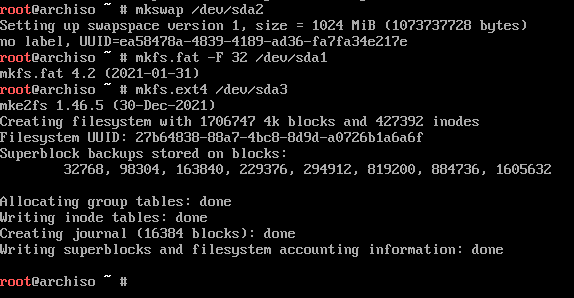 root@archiso ~ # mkswap /dev/sda2
Setting up swapspace version 1, size = 1024 MiB (1073737728 bytes)
no label, UUID=ea58478a-4839-4189-ad36-fa7fa34e217e
root@archiso ~ # mkfs.fat -F 32 /dev/sda1
mkfs.fat 4.2 (2021-01-31)
root@archiso ~ # mkfs.ext4 /dev/sda3
mke2fs 1.46.5 (30-Dec-2021)
Creating filesystem with 1706747 4k blocks and 427392 inodes
Filesystem UUID: 27b64838-88a7-4bc8-8d9d-a0726b1a6a6f
Superblock backups stored on blocks:
32768, 98304, 163840, 229376, 294912, 819200, 884736, 1605632
Allocating group tables: done
Writing inode tables: done
Creating journal (16384 blocks): done
Writing superblocks and filesystem accounting information: done
root@archiso ~ #